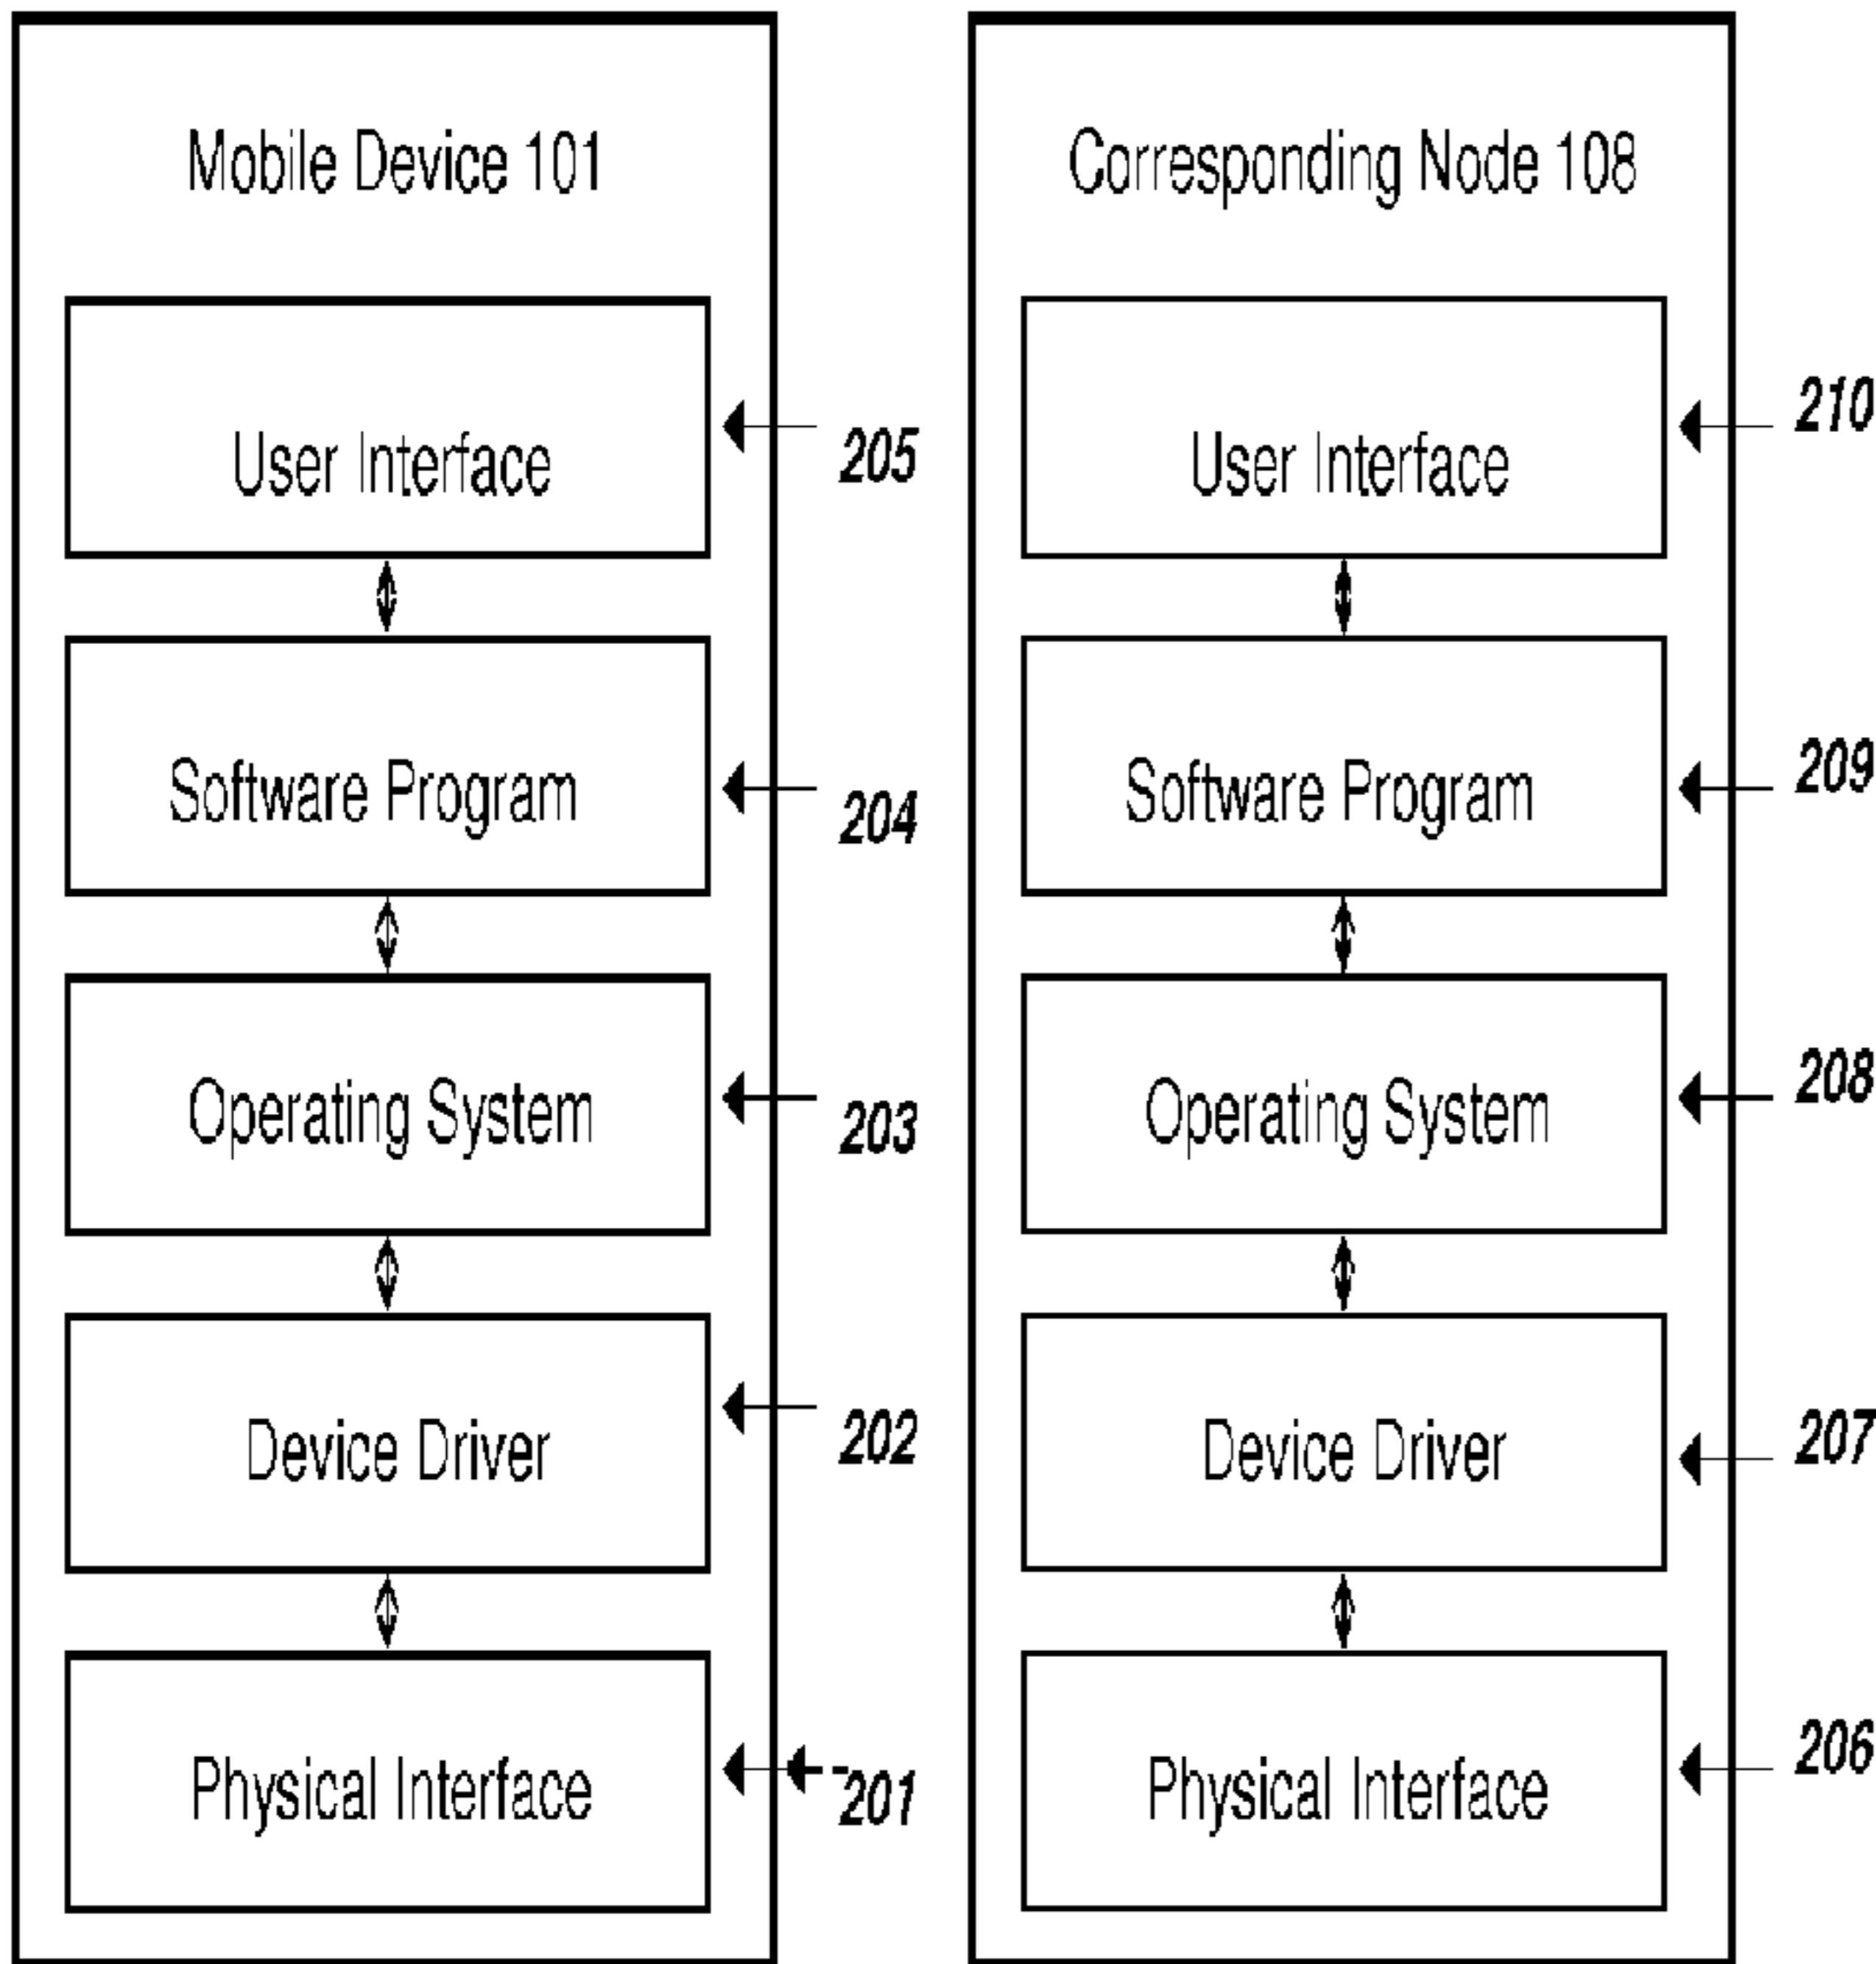 Mobile Device 101
User Interface
205
Software Program
204
Operating System
203
Device Driver
202
Physical Interface
201
Corresponding Node 108
User Interface
210
Software Program
209
Operating System
208
Device Driver
207
Physical Interface
206